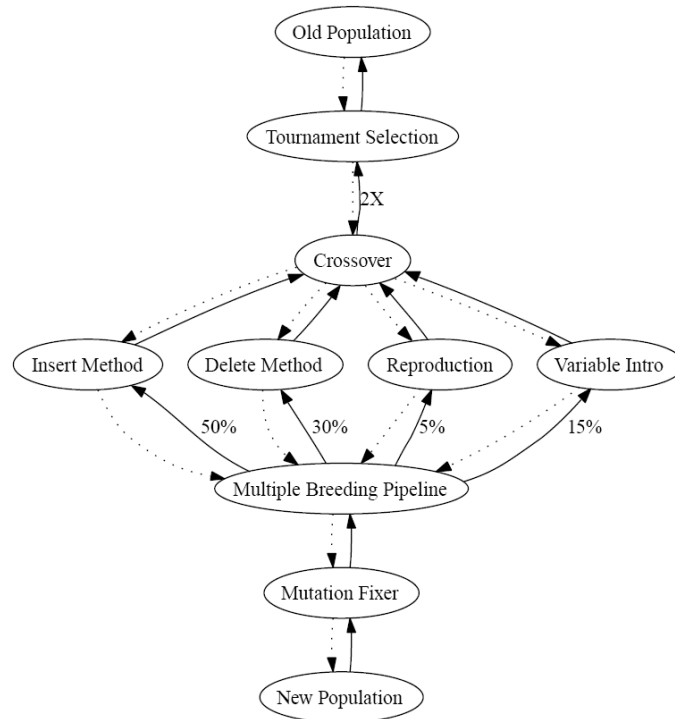 Old Population
Tournament Selection
2X
Crossover
Insert Method
Delete Method
Reproduction
Variable Intro
50%
30%
5%
15%
Multiple Breeding Pipeline
Mutation Fixer
New Population